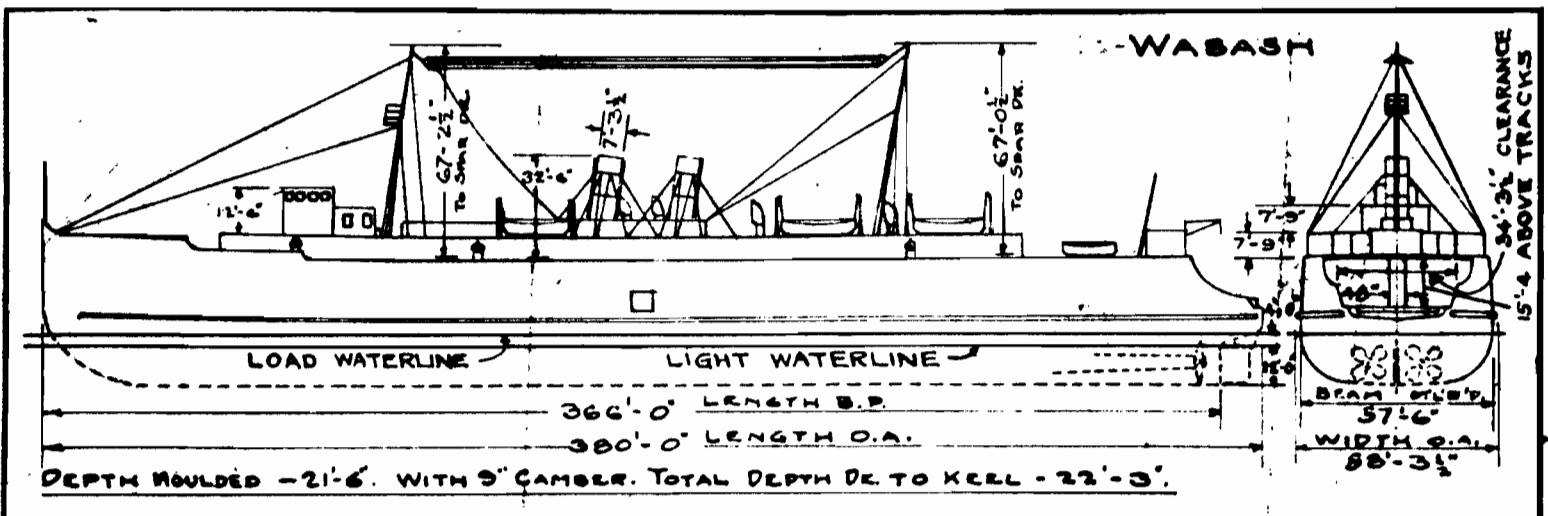 WABASH
67'-2½"
TO SPAR DK.
7'-3½"
32'-6"
12'-6"
67'-0½"
TO SPAR DK.
7'-9"
7'-9
34'-3½" CLEARANCE
15'-4 ABOVE TRACKS
LOAD WATERLINE
LIGHT WATERLINE
366'-0" LENGTH B.P.
380'-0" LENGTH O.A.
BEAM MLD'D.
57'-6"
WIDTH O.A.
58'-3½"
DEPTH MOULDED - 21'-6". WITH 9" CAMBER. TOTAL DEPTH DK. TO KEEL - 22'-3".